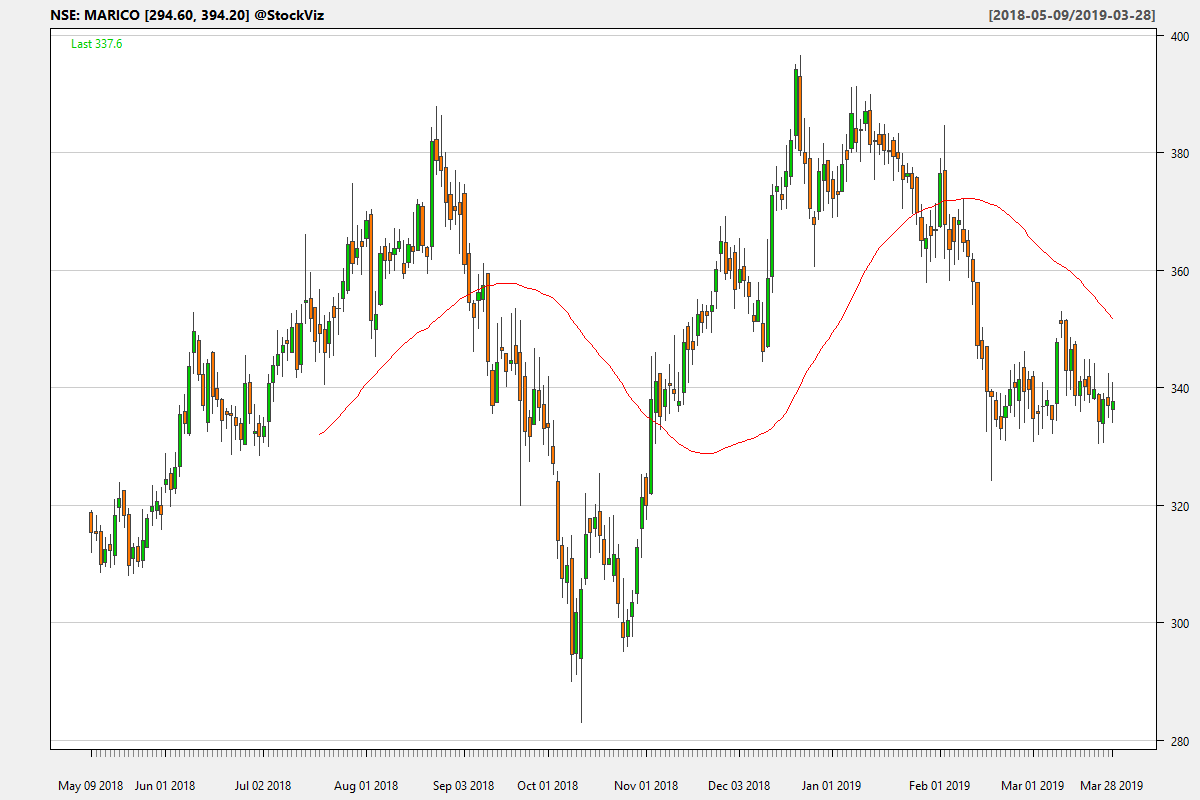 NSE: MARICO [294.60, 394.20] @StockViz
[2018-05-09/2019-03-28]
Last 337.6
400
380
360
340
320
300
280
May 09 2018 Jun 01 2018 Jul 02 2018 Aug 01 2018 Sep 03 2018 Oct 01 2018 Nov 01 2018 Dec 03 2018 Jan 01 2019 Feb 01 2019 Mar 01 2019 Mar 28 2019